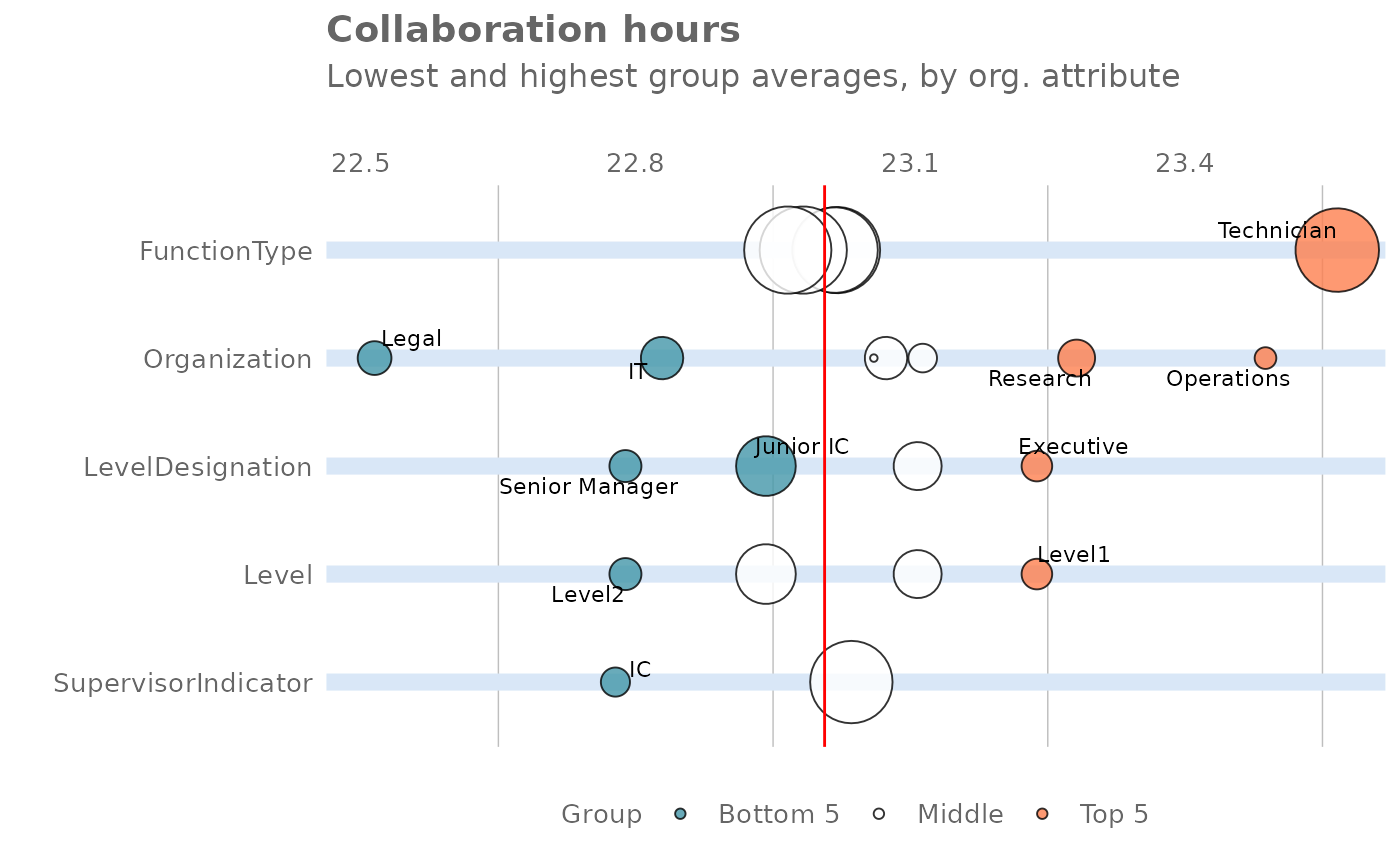 Collaboration hours
Lowest and highest group averages, by org. attribute
22.5 22.8 23.1 23.4
FunctionType Technician
Organization Legal IT Research Operations
LevelDesignation Senior Manager Junior IC Executive
Level Level2 Level1
SupervisorIndicator IC
Group Bottom 5 Middle Top 5